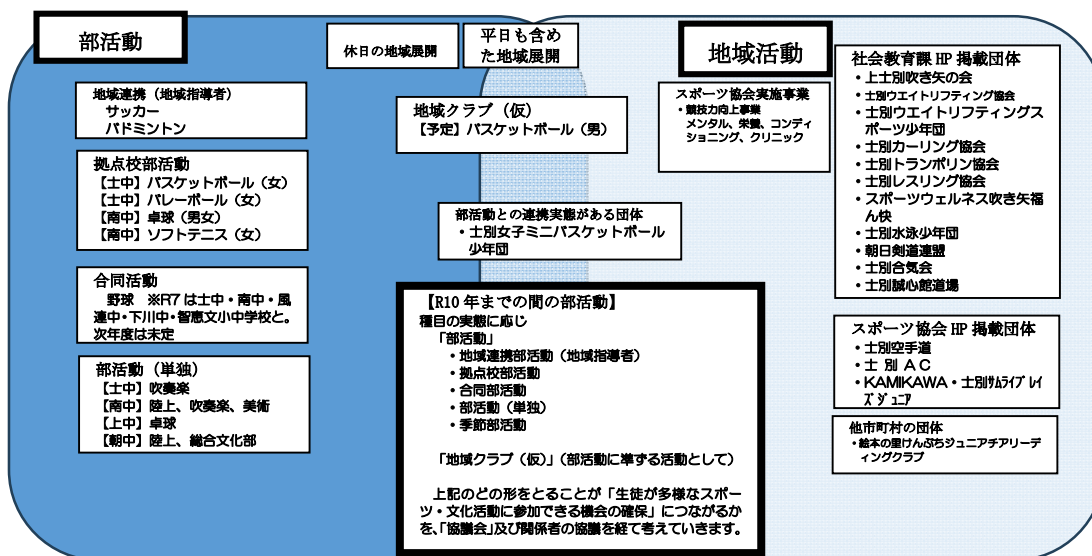 部活動
休日の地域展開
平日も含め
た地域展開
地域活動
地域連携（地域指導者）
サッカー
バドミントン
拠点校部活動
【士中】バスケットボール（女）
【士中】バレーボール（女）
【南中】卓球（男女）
【南中】ソフトテニス（女）
合同活動
野球　※R7は士中・南中・風
連中・下川中・智恵文小中学校と。
次年度は未定
部活動（単独）
【士中】吹奏楽
【南中】陸上、吹奏楽、美術
【上中】卓球
【朝中】陸上、総合文化部
地域クラブ（仮）
【予定】バスケットボール（男）
部活動との連携実態がある団体
・士別女子ミニバスケットボール
少年団
【R10年までの間の部活動】
種目の実態に応じ
「部活動」
・地域連携部活動（地域指導者）
・拠点校部活動
・合同部活動
・部活動（単独）
・季節部活動
「地域クラブ（仮）」（部活動に準ずる活動として）
上記のどの形をとることが「生徒が多様なスポー
ツ・文化活動に参加できる機会の確保」につながるか
を、「協議会」及び関係者の協議を経て考えていきます。
スポーツ協会実施事業
・競技力向上事業
メンタル、栄養、コンディ
ショニング、クリニック
社会教育課HP掲載団体
・上士別吹き矢の会
・士別ウエイトリフティング協会
・士別ウエイトリフティングス
ポーツ少年団
・士別カーリング協会
・士別トランポリン協会
・士別レスリング協会
・スポーツウェルネス吹き矢福
ん快
・士別水泳少年団
・朝日剣道連盟
・士別合気会
・士別誠心館道場
スポーツ協会HP掲載団体
・士別空手道
・士 別 ＡＣ
・KAMIKAWA・士別ｻﾑﾗｲﾌﾞﾚｲ
ｽﾞｼﾞｭﾆｱ
他市町村の団体
・絵本の里けんぶちジュニアチアリーデ
ィングクラブ